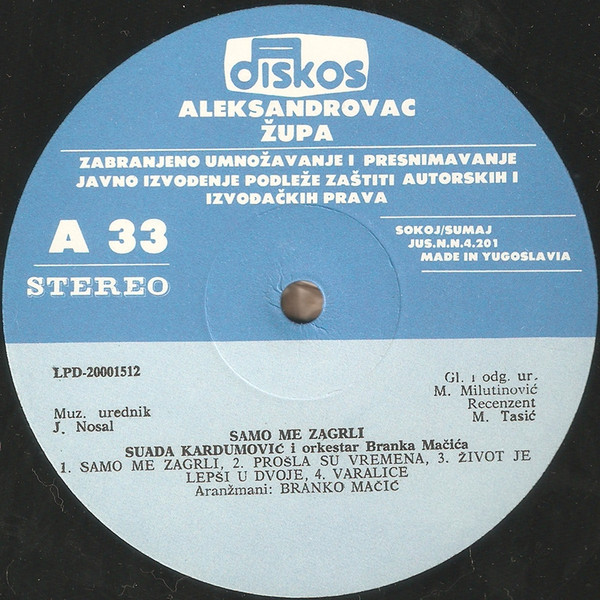 diskos
ALEKSANDROVAC
ŽUPA
ZABRANJENO UMNOŽAVANJE I PRESNIMAVANJE
JAVNO IZVOĐENJE PODLEŽE ZAŠTITI AUTORSKIH I
IZVOĐAČKIH PRAVA
A 33
STEREO
SOKOJ/SUMAJ
JUS.N.N.4.201
MADE IN YUGOSLAVIA
LPD-20001512
Muz. urednik
J. Nosal
Gl. i odg. ur.
M. Milutinović
Recenzent
M. Tasić
SAMO ME ZAGRLI
SUADA KARDUMOVIĆ i orkestar Branka Mačića
1. SAMO ME ZAGRLI, 2. PROŠLA SU VREMENA, 3. ŽIVOT JE
LEPŠI U DVOJE, 4. VARALICE
Aranžmani: BRANKO MAČIĆ